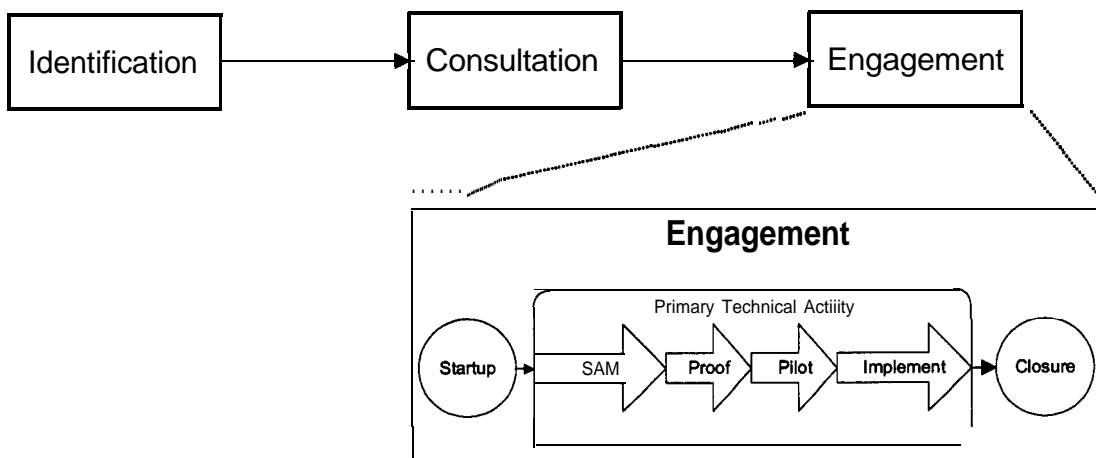 Identification Consultation Engagement
Engagement
Primary Technical Actiiity
Startup SAM Proof Pilot Implement Closure